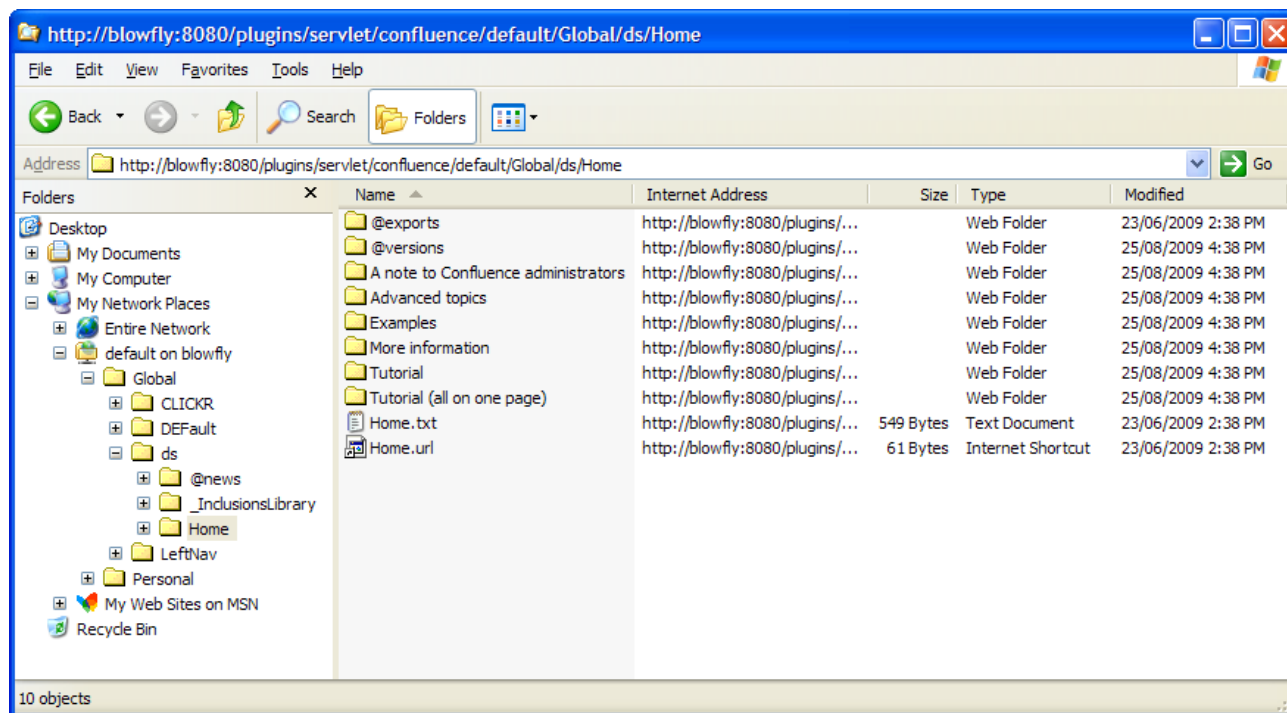 http://blowfly:8080/plugins/servlet/confluence/default/Global/ds/Home
File Edit View Favorites Tools Help
Back Search Folders
Address http://blowfly:8080/plugins/servlet/confluence/default/Global/ds/Home Go
Folders X
Desktop
My Documents
My Computer
My Network Places
Entire Network
default on blowfly
Global
CLICKR
DEFault
ds
@news
_InclusionsLibrary
Home
LeftNav
Personal
My Web Sites on MSN
Recycle Bin
Name Internet Address Size Type Modified
@exports http://blowfly:8080/plugins/... Web Folder 23/06/2009 2:38 PM
@versions http://blowfly:8080/plugins/... Web Folder 25/08/2009 4:38 PM
A note to Confluence administrators http://blowfly:8080/plugins/... Web Folder 25/08/2009 4:38 PM
Advanced topics http://blowfly:8080/plugins/... Web Folder 25/08/2009 4:38 PM
Examples http://blowfly:8080/plugins/... Web Folder 25/08/2009 4:38 PM
More information http://blowfly:8080/plugins/... Web Folder 25/08/2009 4:38 PM
Tutorial http://blowfly:8080/plugins/... Web Folder 25/08/2009 4:38 PM
Tutorial (all on one page) http://blowfly:8080/plugins/... Web Folder 25/08/2009 4:38 PM
Home.txt http://blowfly:8080/plugins/... 549 Bytes Text Document 23/06/2009 2:38 PM
Home.url http://blowfly:8080/plugins/... 61 Bytes Internet Shortcut 23/06/2009 2:38 PM
10 objects